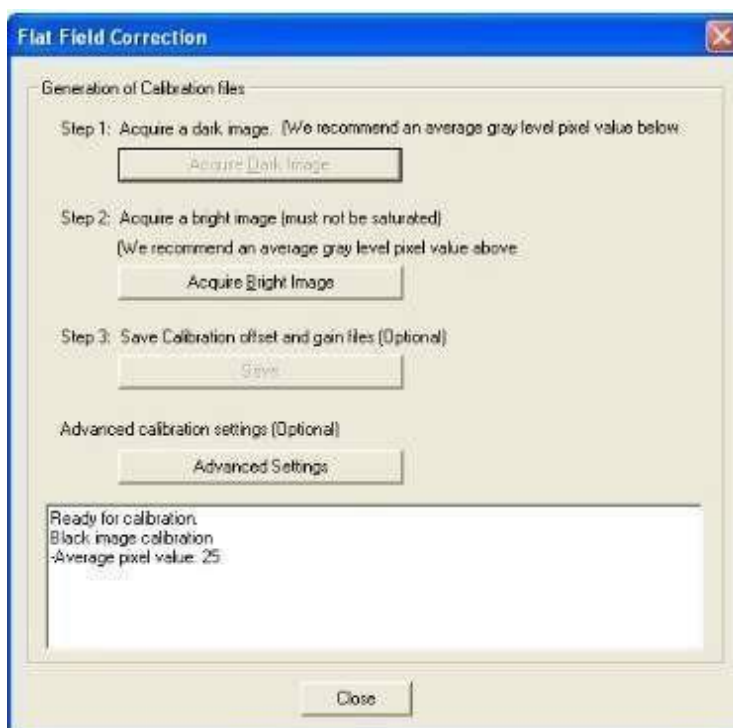 Flat Field Correction
Generation of Calibration files
Step 1: Acquire a dark image. (We recommend an average gray level pixel value below
Acquire Dark Image
Step 2: Acquire a bright image (must not be saturated)
(We recommend an average gray level pixel value above
Acquire Bright Image
Step 3: Save Calibration offset and gain files (Optional)
Save
Advanced calibration settings (Optional)
Advanced Settings
Ready for calibration.
Black image calibration
-Average pixel value: 25
Close